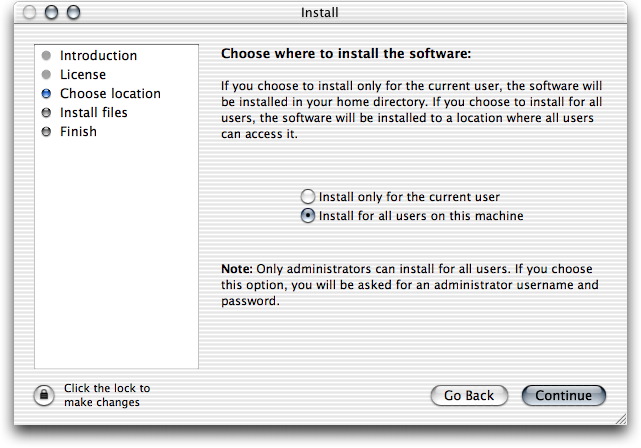 Install
Introduction
License
Choose location
Install files
Finish
Choose where to install the software:
If you choose to install only for the current user, the software will
be installed in your home directory. If you choose to install for all
users, the software will be installed to a location where all users
can access it.
Install only for the current user
Install for all users on this machine
Note: Only administrators can install for all users. If you choose
this option, you will be asked for an administrator username and
password.
Click the lock to
make changes
Go Back
Continue